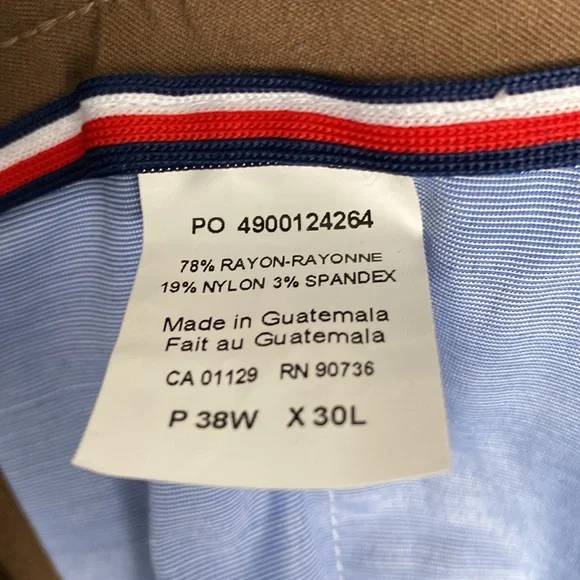 PO 4900124264
78% RAYON-RAYONNE
19% NYLON 3% SPANDEX
Made in Guatemala
Fait au Guatemala
CA 01129 RN 90736
P 38W X 30L